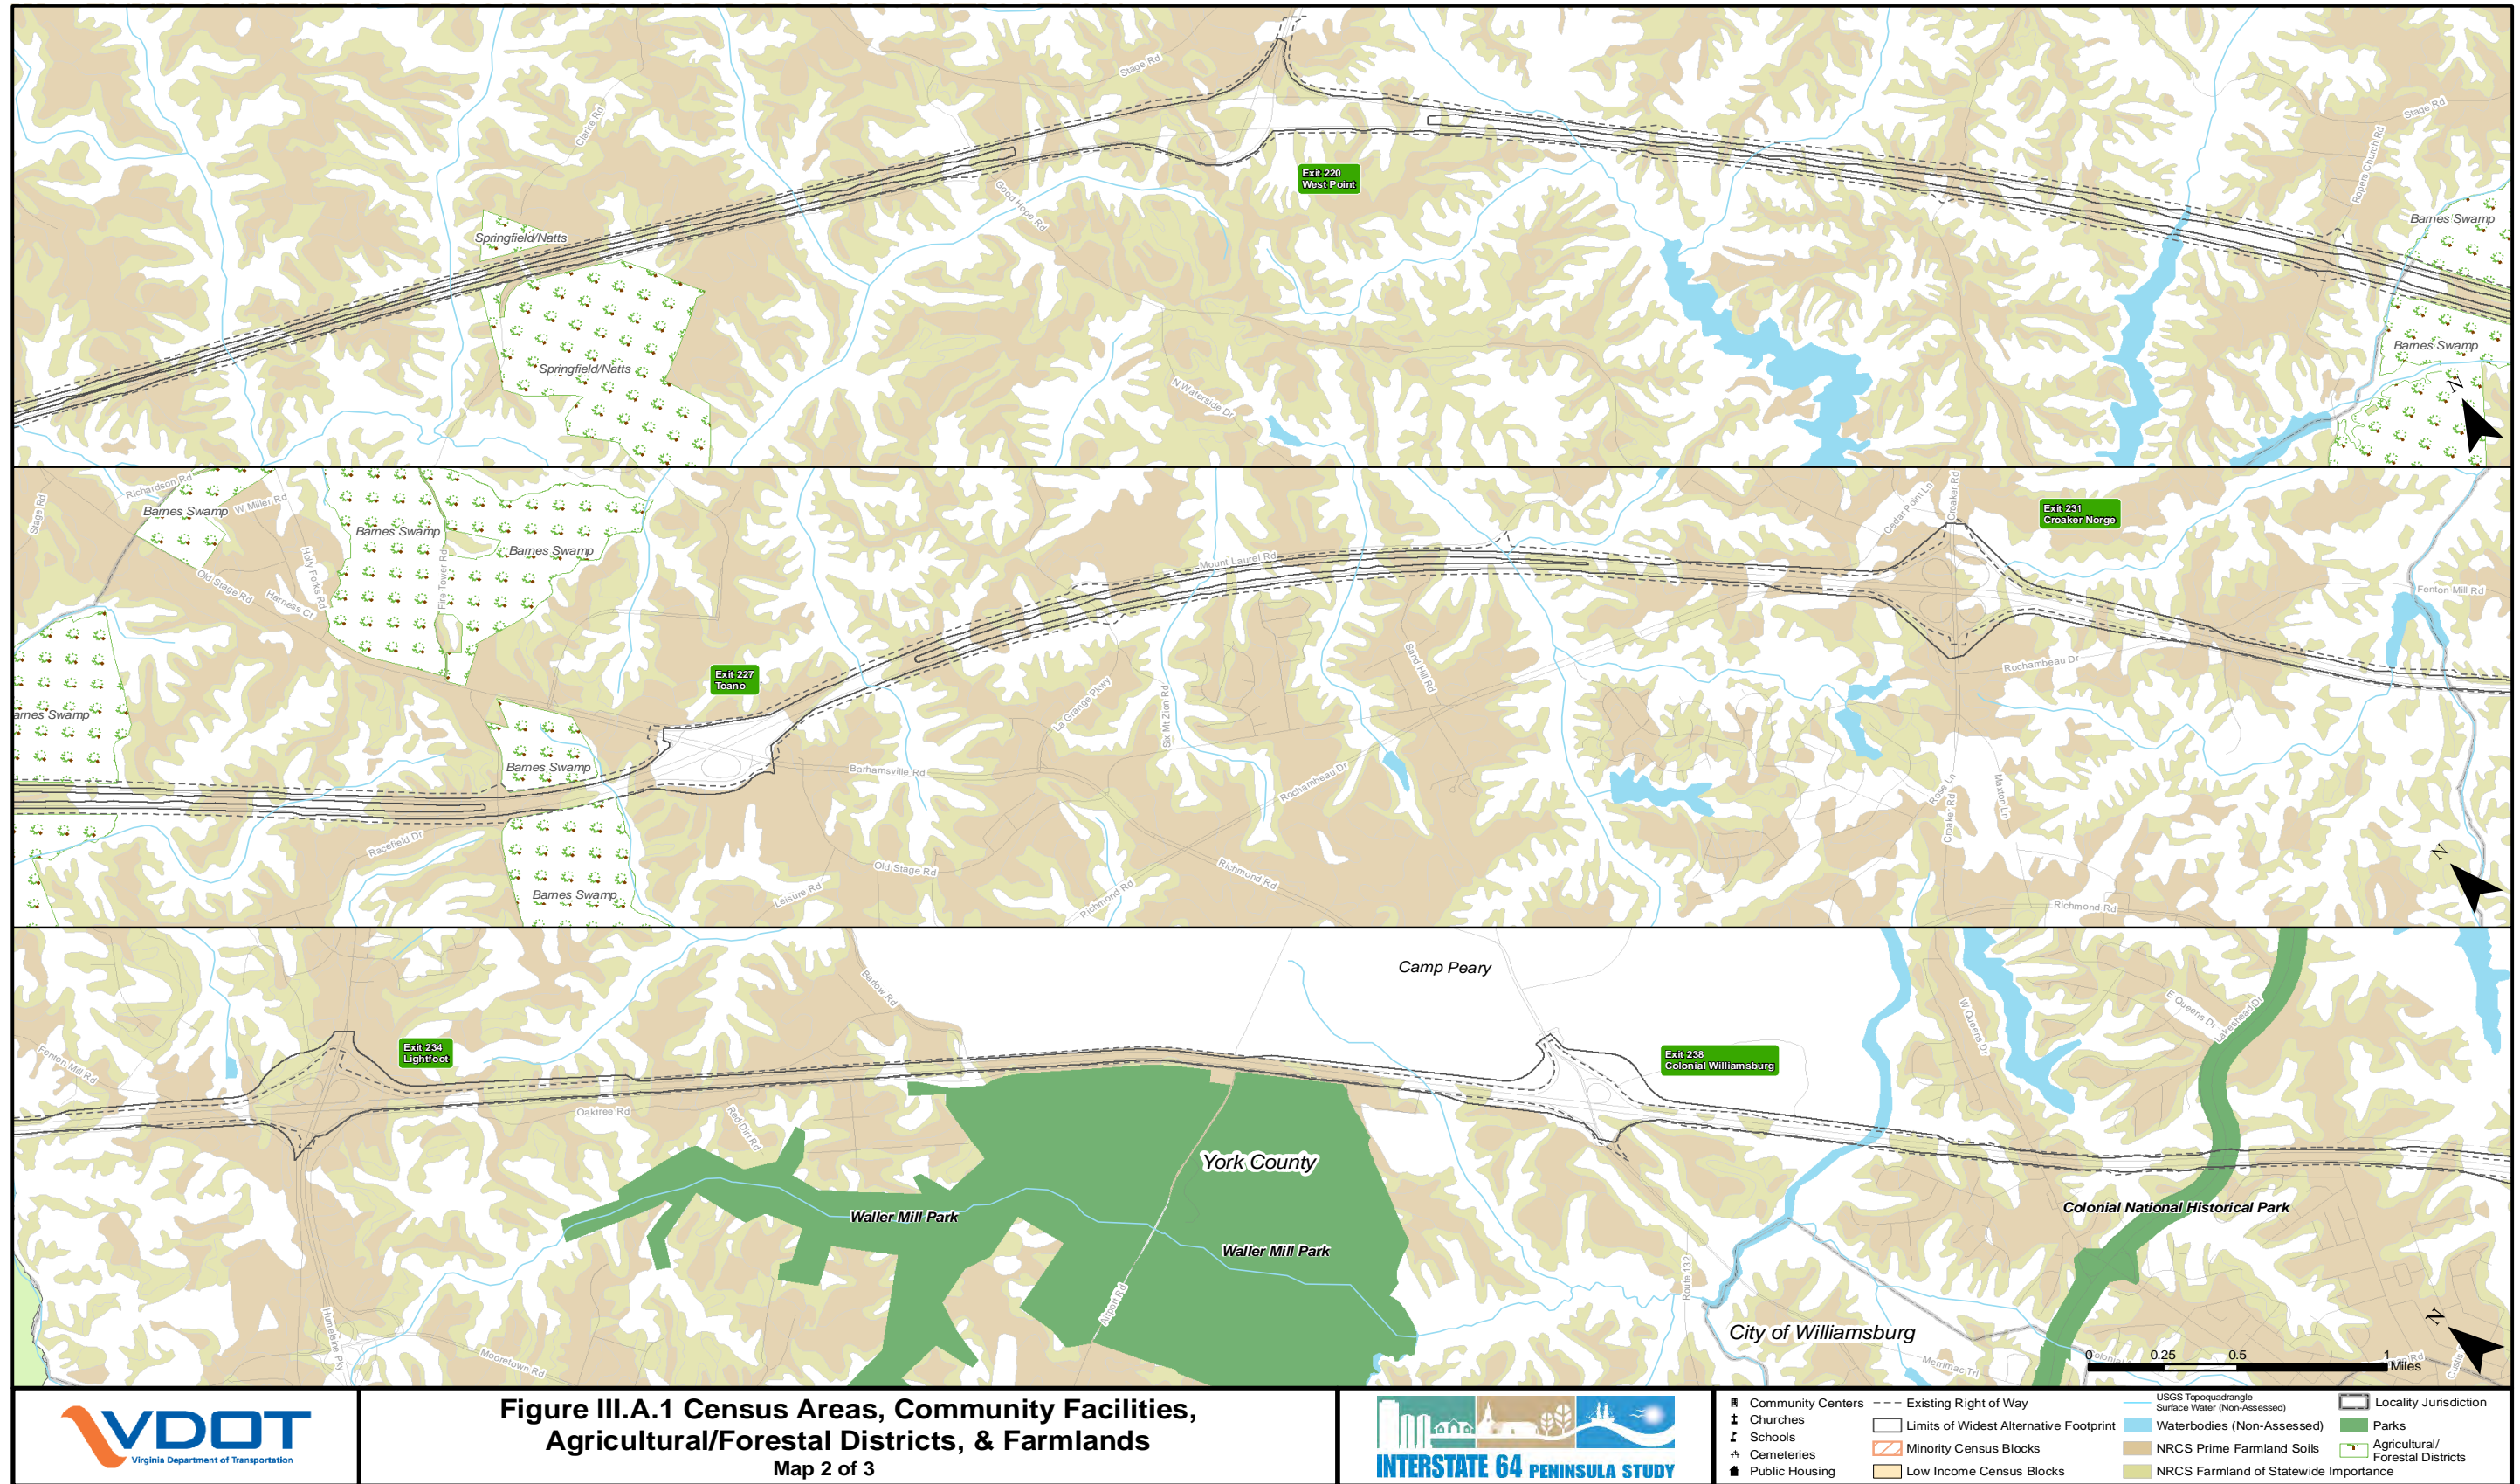 Stage Rd
Clarke Rd
Stage Rd
Ropers Church Rd
Exit 220
West Point
Good Hope Rd
Springfield/Natts
Barnes Swamp
Springfield/Natts
Barnes Swamp
N Waterside Dr
N
Richardson Rd
Stage Rd
W Miller Rd
Barnes Swamp
Barnes Swamp
Barnes Swamp
Holly Forks Rd
Fire Tower Rd
Old Stage Rd
Harness Ct
Mount Laurel Rd
Cedar Point Ln
Croaker Rd
Exit 231
Croaker Norge
Fenton Mill Rd
Exit 227
Toano
Sand Hill Rd
Rochambeau Dr
La Grange Pkwy
Six Mt Zion Rd
arnes Swamp
Barnes Swamp
Barhamsville Rd
Rochambeau Dr
Rose Ln
Croaker Rd
Maxton Ln
Racefield Dr
Old Stage Rd
Leisure Rd
Richmond Rd
Richmond Rd
Richmond Rd
Barnes Swamp
N
Camp Peary
Barlow Rd
W Queens Dr
E Queens Dr
Lakeshead Dr
Fenton Mill Rd
Exit 234
Lightfoot
Exit 238
Colonial Williamsburg
Oaktree Rd
Red Dirt Rd
York County
Waller Mill Park
Waller Mill Park
Colonial National Historical Park
Airport Rd
Route 132
Humelsine Pky
Mooretown Rd
City of Williamsburg
Merrimac Trl
N
0 0.25 0.5 1
Miles
VDOT
Virginia Department of Transportation
Figure III.A.1 Census Areas, Community Facilities,
Agricultural/Forestal Districts, & Farmlands
Map 2 of 3
INTERSTATE 64 PENINSULA STUDY
Community Centers
Churches
Schools
Cemeteries
Public Housing
Existing Right of Way
Limits of Widest Alternative Footprint
Minority Census Blocks
Low Income Census Blocks
USGS Topoquadrangle
Surface Water (Non-Assessed)
Waterbodies (Non-Assessed)
NRCS Prime Farmland Soils
NRCS Farmland of Statewide Importance
Locality Jurisdiction
Parks
Agricultural/
Forestal Districts